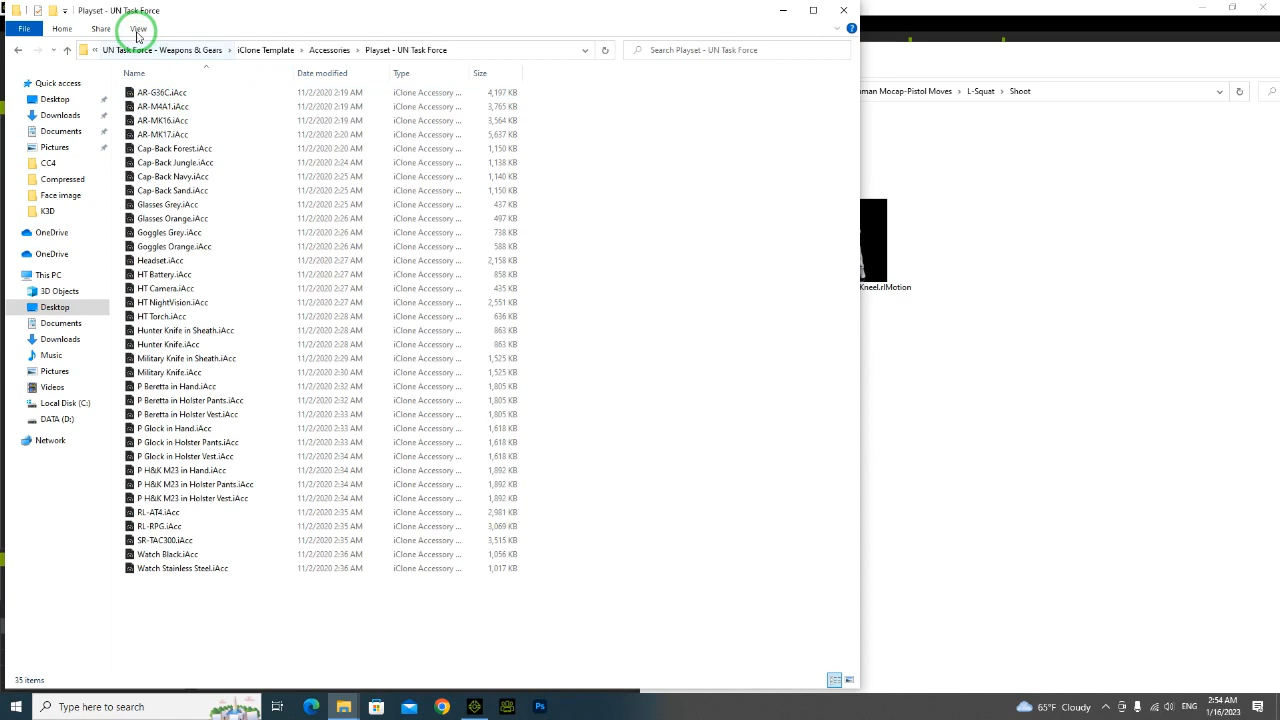 Playset - UN Task Force
File Home Share View
UN Task Force - Weapons & Gears > iClone Template > Accessories > Playset - UN Task Force
Search Playset - UN Task Force
uman Mocap-Pistol Moves > L-Squat > Shoot
Name Date modified Type Size
Quick access
Desktop
Downloads
Documents
Pictures
CC4
Compressed
Face image
K3D
OneDrive
OneDrive
This PC
3D Objects
Desktop
Documents
Downloads
Music
Pictures
Videos
Local Disk (C:)
DATA (D:)
Network
AR-G36C.iAcc 11/2/2020 2:19 AM iClone Accessory ... 4,197 KB
AR-M4A1.iAcc 11/2/2020 2:19 AM iClone Accessory ... 3,765 KB
AR-MK16.iAcc 11/2/2020 2:19 AM iClone Accessory ... 3,564 KB
AR-MK17.iAcc 11/2/2020 2:20 AM iClone Accessory ... 5,637 KB
Cap-Back Forest.iAcc 11/2/2020 2:20 AM iClone Accessory ... 1,150 KB
Cap-Back Jungle.iAcc 11/2/2020 2:24 AM iClone Accessory ... 1,138 KB
Cap-Back Navy.iAcc 11/2/2020 2:25 AM iClone Accessory ... 1,140 KB
Cap-Back Sand.iAcc 11/2/2020 2:25 AM iClone Accessory ... 1,150 KB
Glasses Grey.iAcc 11/2/2020 2:25 AM iClone Accessory ... 437 KB
Glasses Orange.iAcc 11/2/2020 2:26 AM iClone Accessory ... 497 KB
Goggles Grey.iAcc 11/2/2020 2:26 AM iClone Accessory ... 738 KB
Goggles Orange.iAcc 11/2/2020 2:26 AM iClone Accessory ... 588 KB
Headset.iAcc 11/2/2020 2:27 AM iClone Accessory ... 2,158 KB
HT Battery.iAcc 11/2/2020 2:27 AM iClone Accessory ... 858 KB
HT Camera.iAcc 11/2/2020 2:27 AM iClone Accessory ... 435 KB
HT NightVision.iAcc 11/2/2020 2:27 AM iClone Accessory ... 2,551 KB
HT Torch.iAcc 11/2/2020 2:28 AM iClone Accessory ... 636 KB
Hunter Knife in Sheath.iAcc 11/2/2020 2:28 AM iClone Accessory ... 863 KB
Hunter Knife.iAcc 11/2/2020 2:28 AM iClone Accessory ... 863 KB
Military Knife in Sheath.iAcc 11/2/2020 2:29 AM iClone Accessory ... 1,525 KB
Military Knife.iAcc 11/2/2020 2:30 AM iClone Accessory ... 1,525 KB
P Beretta in Hand.iAcc 11/2/2020 2:32 AM iClone Accessory ... 1,805 KB
P Beretta in Holster Pants.iAcc 11/2/2020 2:32 AM iClone Accessory ... 1,805 KB
P Beretta in Holster Vest.iAcc 11/2/2020 2:33 AM iClone Accessory ... 1,805 KB
P Glock in Hand.iAcc 11/2/2020 2:33 AM iClone Accessory ... 1,618 KB
P Glock in Holster Pants.iAcc 11/2/2020 2:33 AM iClone Accessory ... 1,618 KB
P Glock in Holster Vest.iAcc 11/2/2020 2:34 AM iClone Accessory ... 1,618 KB
P H&K M23 in Hand.iAcc 11/2/2020 2:34 AM iClone Accessory ... 1,892 KB
P H&K M23 in Holster Pants.iAcc 11/2/2020 2:34 AM iClone Accessory ... 1,892 KB
P H&K M23 in Holster Vest.iAcc 11/2/2020 2:34 AM iClone Accessory ... 1,892 KB
RL-AT4.iAcc 11/2/2020 2:35 AM iClone Accessory ... 2,981 KB
RL-RPG.iAcc 11/2/2020 2:35 AM iClone Accessory ... 3,069 KB
SR-TAC300.iAcc 11/2/2020 2:35 AM iClone Accessory ... 3,515 KB
Watch Black.iAcc 11/2/2020 2:36 AM iClone Accessory ... 1,056 KB
Watch Stainless Steel.iAcc 11/2/2020 2:36 AM iClone Accessory ... 1,017 KB
Kneel.rlMotion
35 items
Type here to search
Ps
65°F Cloudy
2:54 AM
1/16/2023